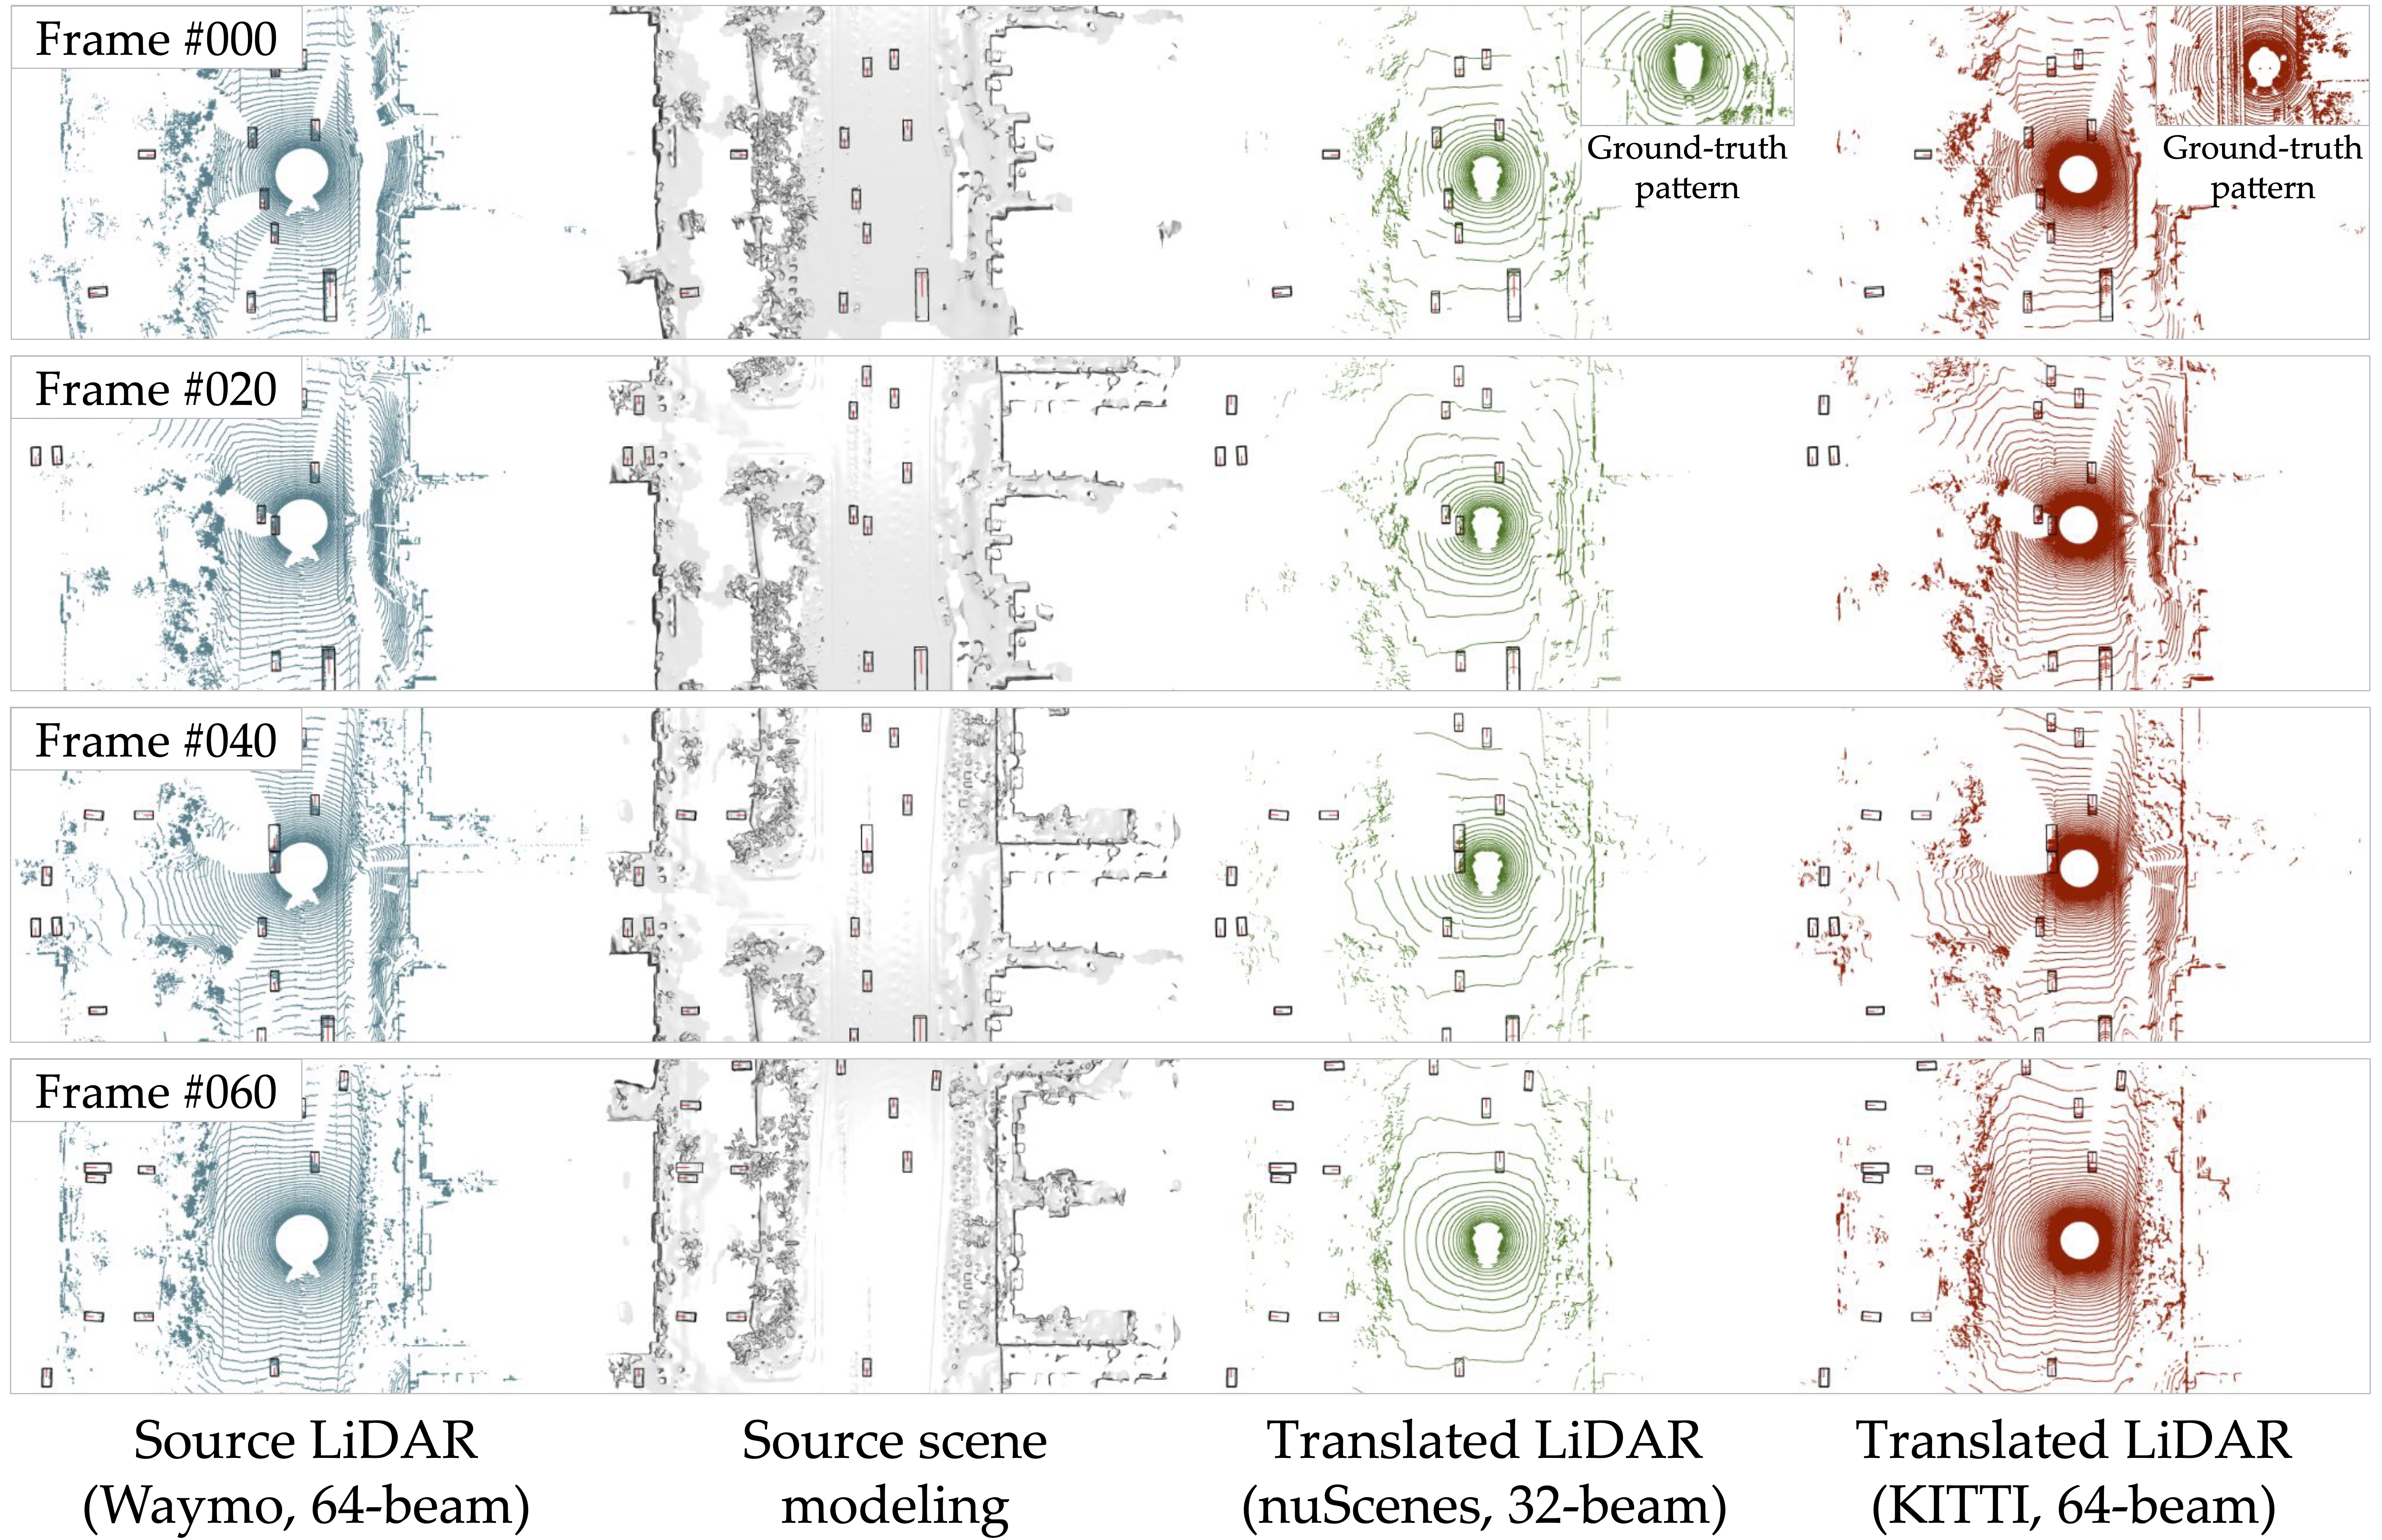 Frame #000
Ground-truth
pattern
Ground-truth
pattern
Frame #020
Frame #040
Frame #060
Source LiDAR
(Waymo, 64-beam)
Source scene
modeling
Translated LiDAR
(nuScenes, 32-beam)
Translated LiDAR
(KITTI, 64-beam)